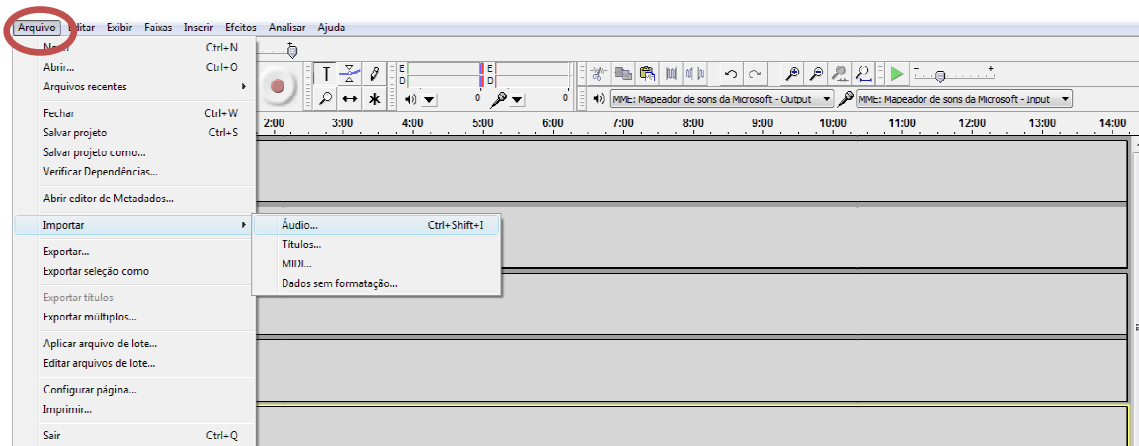 Arquivo Editar Exibir Faixas Inserir Efeitos Analisar Ajuda
Novo Ctrl+N
Abrir... Ctrl+O
Arquivos recentes
Fechar Ctrl+W
Salvar projeto Ctrl+S
Salvar projeto como...
Verificar Dependências...
Abrir editor de Metadados...
Importar
Exportar...
Exportar seleção como
Exportar títulos
Exportar múltiplos...
Aplicar arquivo de lote...
Editar arquivos de lote...
Configurar página...
Imprimir...
Sair Ctrl+Q
Áudio... Ctrl+Shift+I
Títulos...
MIDI...
Dados sem formatação...
E E
D D
0 0
MME: Mapeador de sons da Microsoft - Output MME: Mapeador de sons da Microsoft - Input
2:00 3:00 4:00 5:00 6:00 7:00 8:00 9:00 10:00 11:00 12:00 13:00 14:00